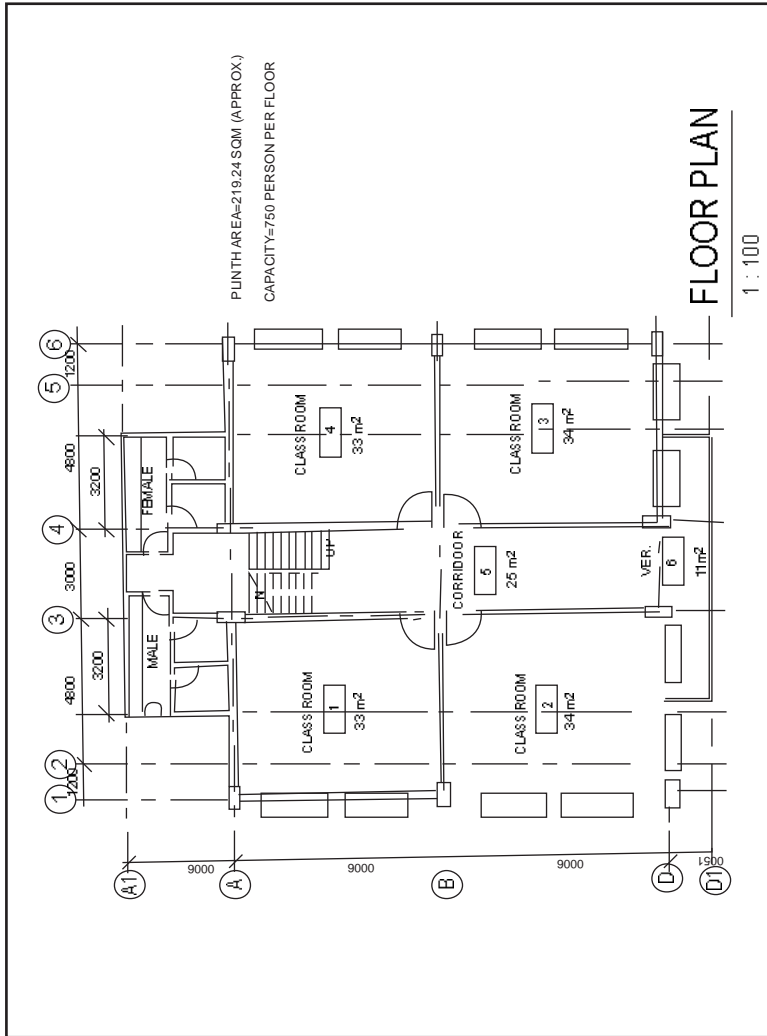 6
5
4
3
2
1
1200
4800
3200
3000
3200
4800
1200
FEMALE
MALE
PLINTH AREA=219.24 SQM (APPROX.)
CAPACITY=750 PERSON PER FLOOR
CLASS ROOM
4
33 m²
CLASS ROOM
3
34 m²
UP
CORRIDOOR
5
25 m²
VER.
6
11m²
CLASS ROOM
1
33 m²
CLASS ROOM
2
34 m²
A1
A
B
D
D1
9000
9000
9000
0051
FLOOR PLAN
1 : 100